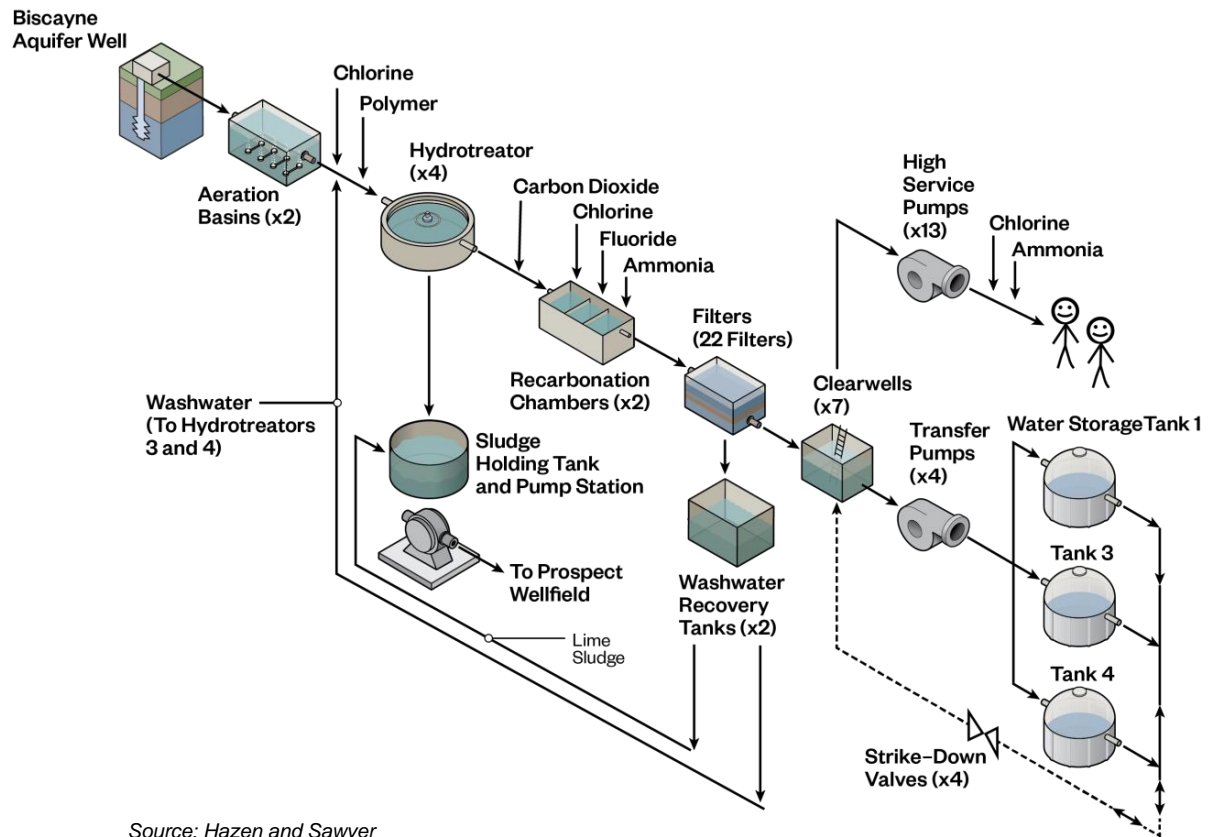 Biscayne
Aquifer Well
Chlorine
Polymer
Aeration
Basins (x2)
Hydrotreator
(x4)
Carbon Dioxide
Chlorine
Fluoride
Ammonia
Recarbonation
Chambers (x2)
Filters
(22 Filters)
Clearwells
(x7)
High
Service
Pumps
(x13)
Chlorine
Ammonia
Transfer
Pumps
(x4)
Water Storage Tank 1
Tank 3
Tank 4
Washwater
(To Hydrotreators
3 and 4)
Sludge
Holding Tank
and Pump Station
To Prospect
Wellfield
Lime
Sludge
Washwater
Recovery
Tanks (x2)
Strike-Down
Valves (x4)
Source: Hazen and Sawyer